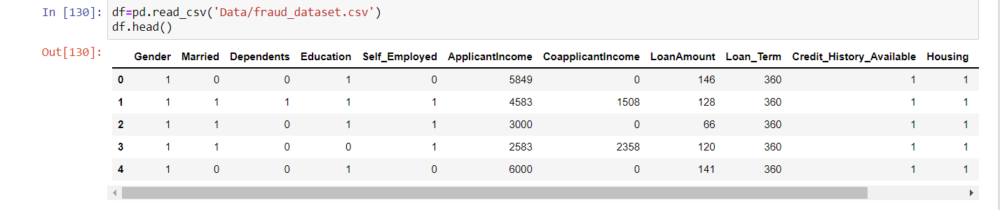 In [130]: df=pd.read_csv('Data/fraud_dataset.csv')
df.head()
Out[130]:
Gender Married Dependents Education Self_Employed ApplicantIncome CoapplicantIncome LoanAmount Loan_Term Credit_History_Available Housing
0 1 0 0 1 0 5849 0 146 360 1 1
1 1 1 1 1 1 4583 1508 128 360 1 1
2 1 1 0 1 1 3000 0 66 360 1 1
3 1 1 0 0 1 2583 2358 120 360 1 1
4 1 0 0 1 0 6000 0 141 360 1 1